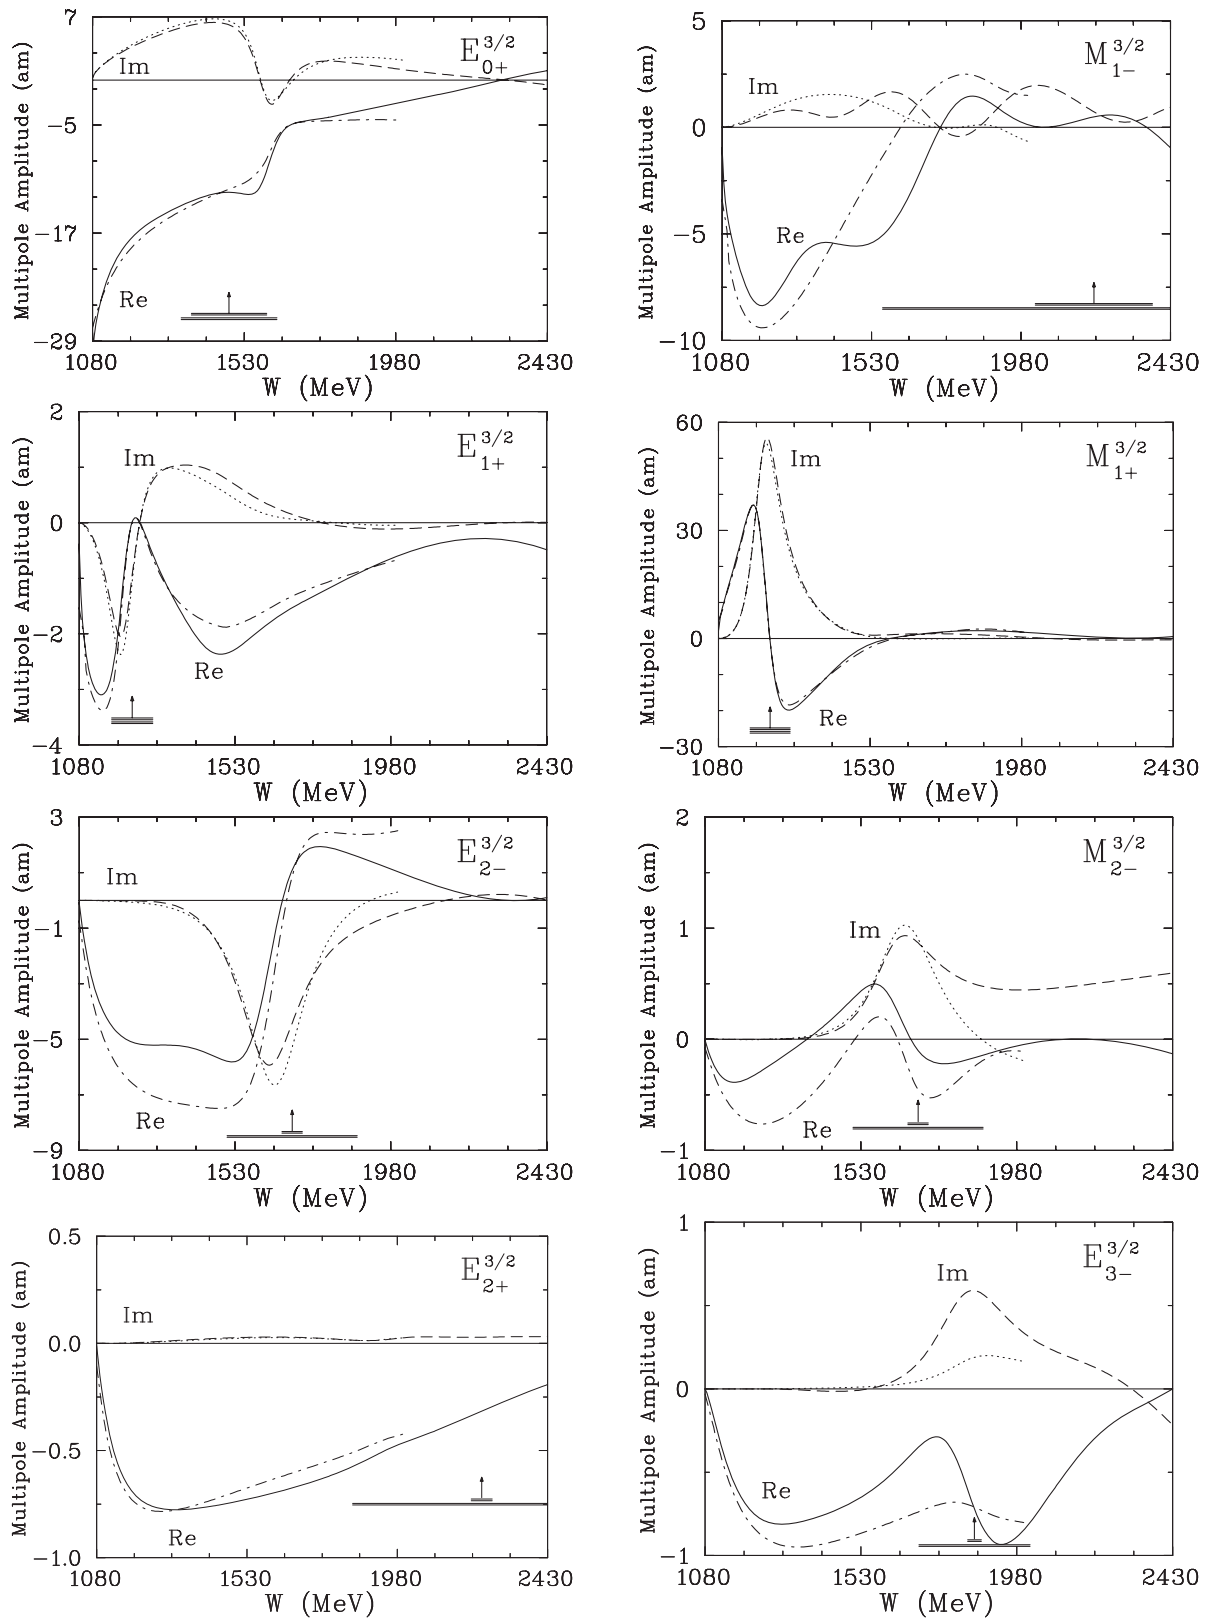 7
-5
-17
-29
Multipole Amplitude (am)
Im
Re
E 3/2 0+
1080 1530 1980 2430
W (MeV)
5
0
-5
-10
Multipole Amplitude (am)
Im
Re
M 3/2 1-
1080 1530 1980 2430
W (MeV)
2
0
-2
-4
Multipole Amplitude (am)
Im
Re
E 3/2 1+
1080 1530 1980 2430
W (MeV)
60
30
0
-30
Multipole Amplitude (am)
Im
Re
M 3/2 1+
1080 1530 1980 2430
W (MeV)
3
-1
-5
-9
Multipole Amplitude (am)
Im
Re
E 3/2 2-
1080 1530 1980 2430
W (MeV)
2
1
0
-1
Multipole Amplitude (am)
Im
Re
M 3/2 2-
1080 1530 1980 2430
W (MeV)
0.5
0.0
-0.5
-1.0
Multipole Amplitude (am)
Im
Re
E 3/2 2+
1080 1530 1980 2430
W (MeV)
1
0
-1
Multipole Amplitude (am)
Im
Re
E 3/2 3-
1080 1530 1980 2430
W (MeV)